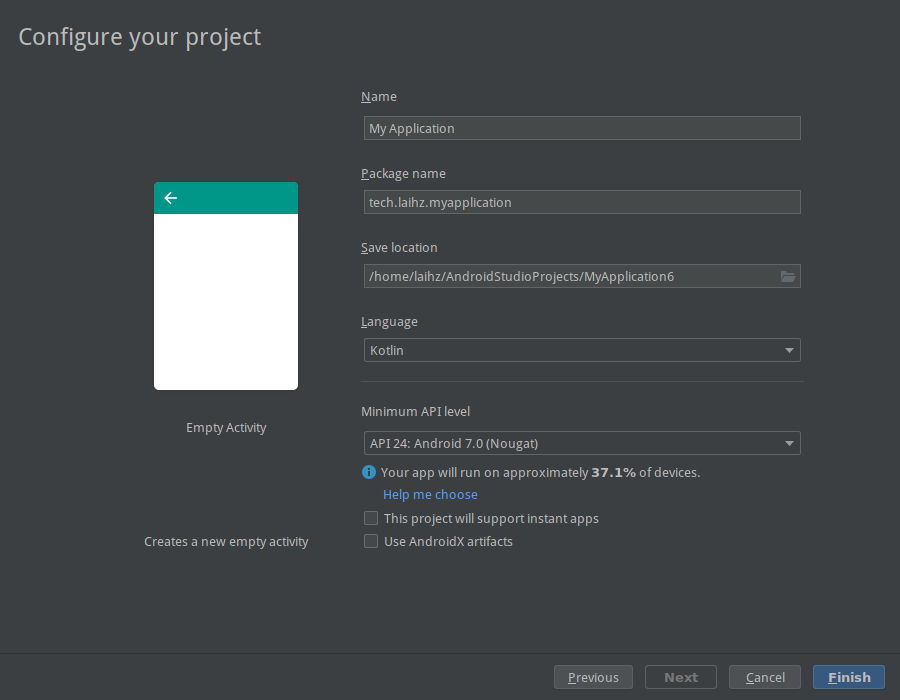 Configure your project
Name
My Application
Package name
tech.laihz.myapplication
Save location
/home/laihz/AndroidStudioProjects/MyApplication6
Language
Kotlin
Empty Activity
Creates a new empty activity
Minimum API level
API 24: Android 7.0 (Nougat)
Your app will run on approximately 37.1% of devices.
Help me choose
This project will support instant apps
Use AndroidX artifacts
Previous
Next
Cancel
Finish